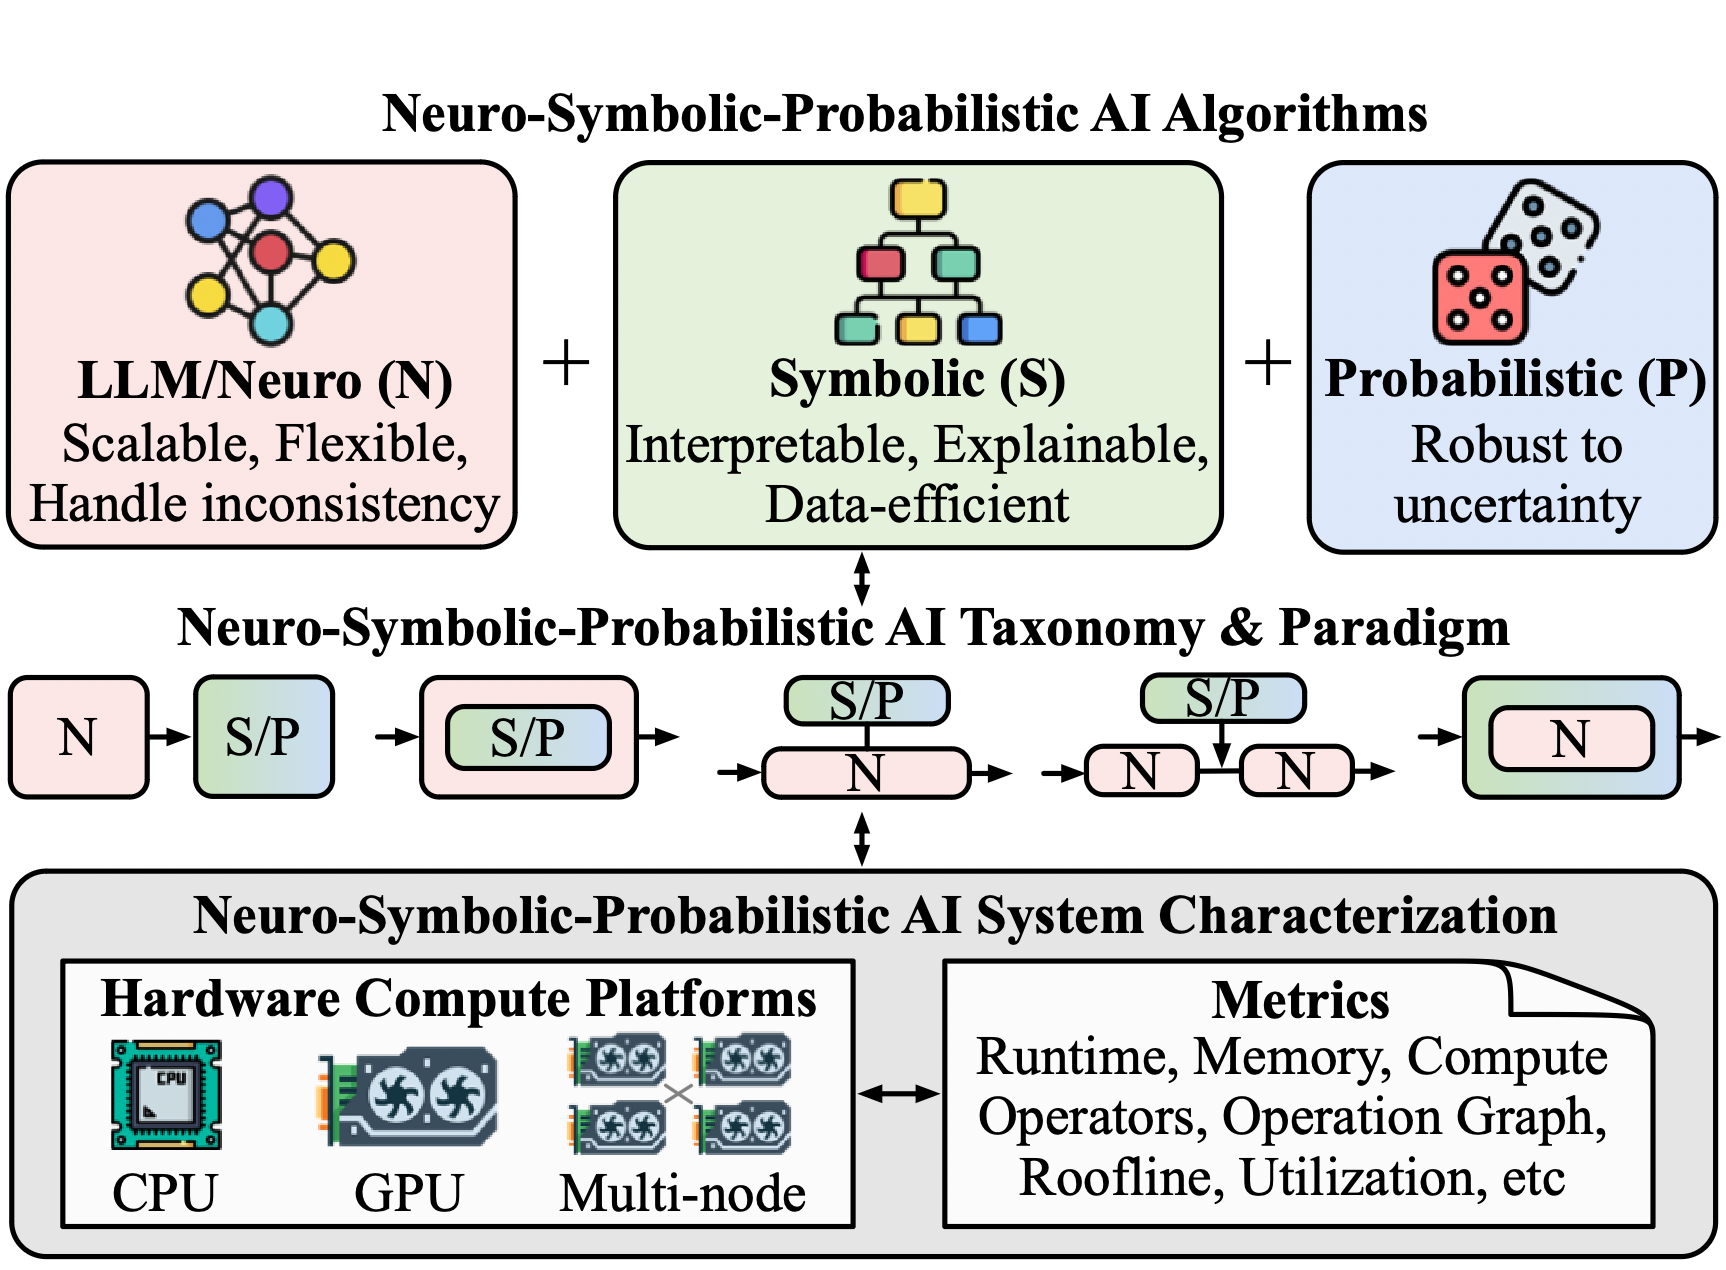 Neuro-Symbolic-Probabilistic AI Algorithms
LLM/Neuro (N)
Scalable, Flexible,
Handle inconsistency
+
Symbolic (S)
Interpretable, Explainable,
Data-efficient
+
Probabilistic (P)
Robust to
uncertainty
Neuro-Symbolic-Probabilistic AI Taxonomy & Paradigm
N
S/P
S/P
S/P
N
S/P
N
N
N
Neuro-Symbolic-Probabilistic AI System Characterization
Hardware Compute Platforms
CPU
CPU
GPU
Multi-node
Metrics
Runtime, Memory, Compute
Operators, Operation Graph,
Roofline, Utilization, etc